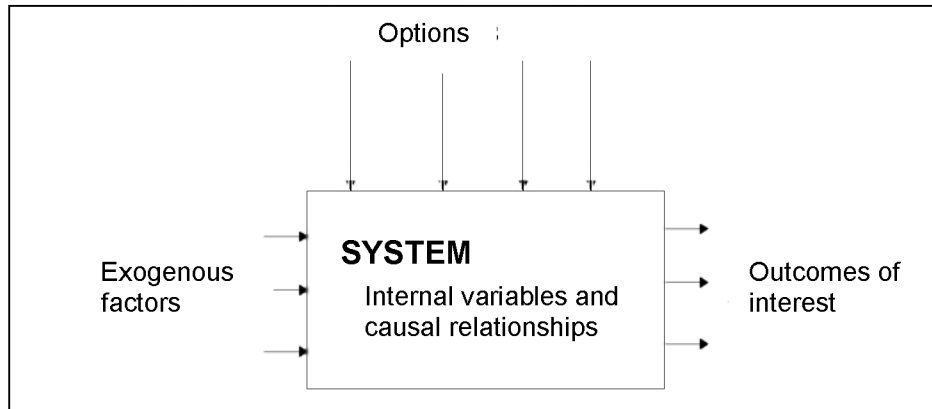 Options
SYSTEM
Exogenous
factors
Internal variables and
causal relationships
Outcomes of
interest